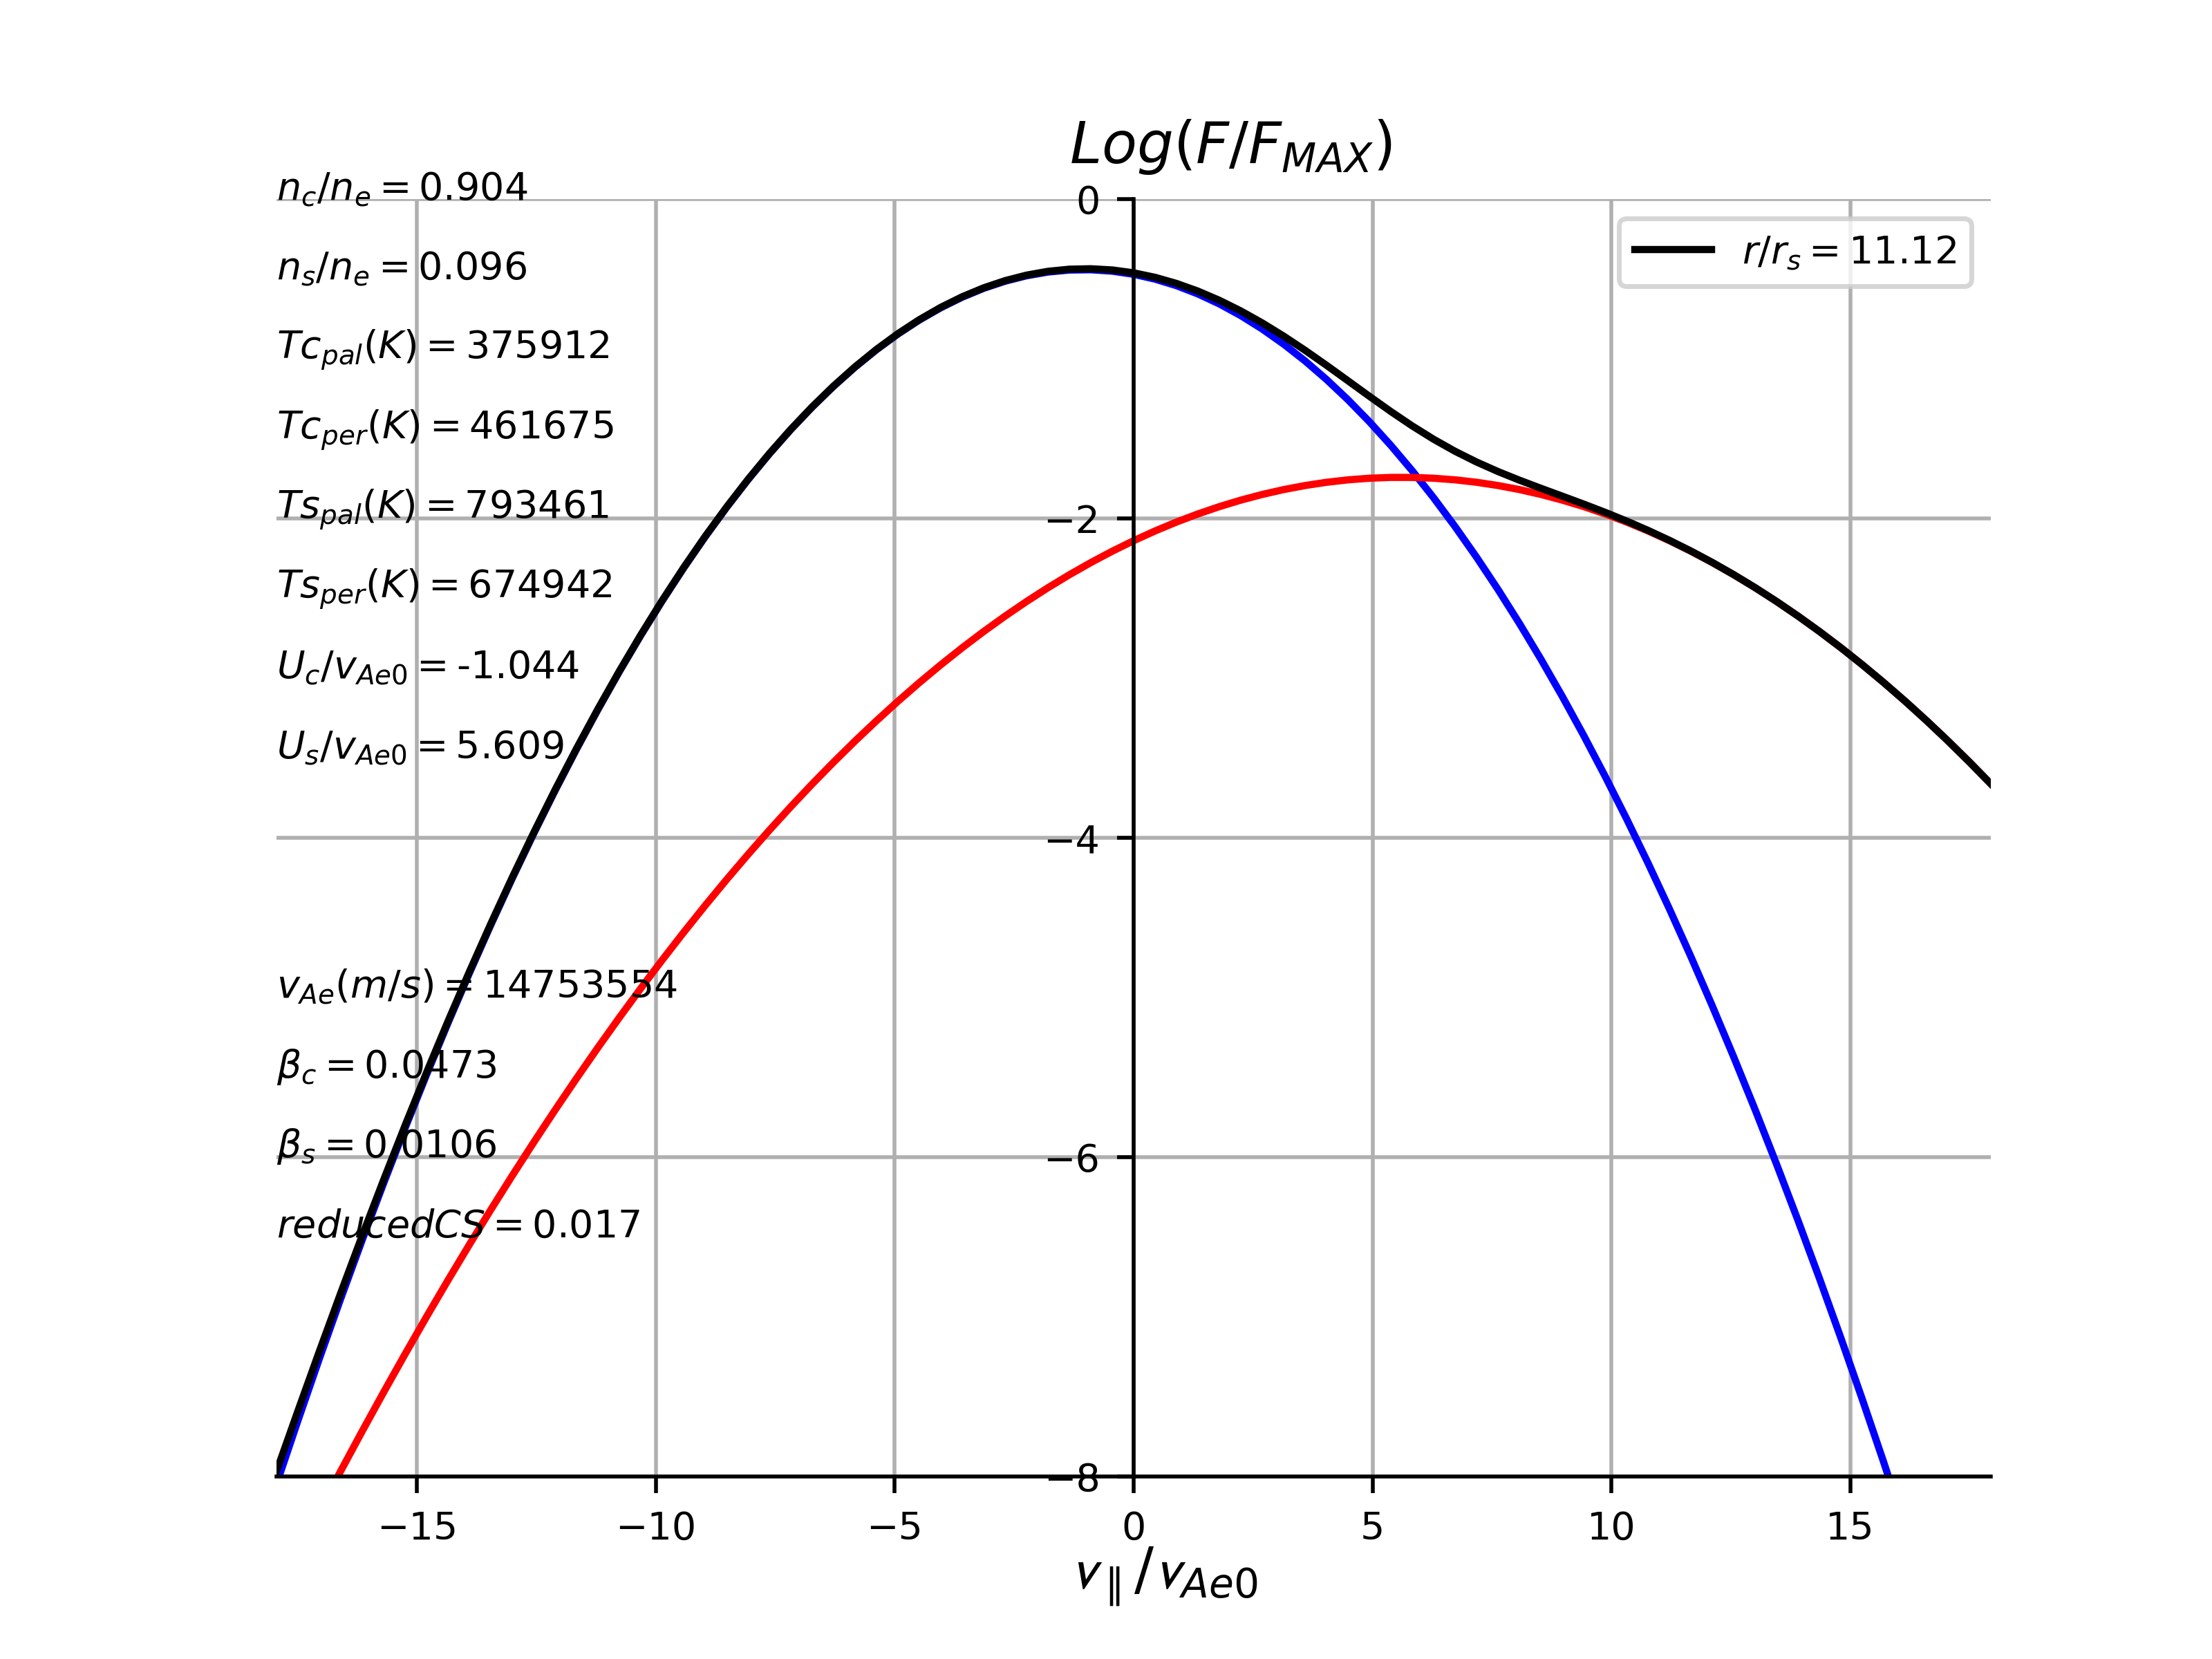 Log(F/F_MAX)
n_c/n_e = 0.904
0
r/r_s = 11.12
n_s/n_e = 0.096
Tc_pal(K) = 375912
Tc_per(K) = 461675
Ts_pal(K) = 793461
−2
Ts_per(K) = 674942
U_c/v_Ae0 = -1.044
U_s/v_Ae0 = 5.609
−4
v_Ae(m/s) = 14753554
β_c = 0.0473
β_s = 0.0106
−6
reducedCS = 0.017
−8
−15 −10 −5 0 5 10 15
v_∥/v_Ae0